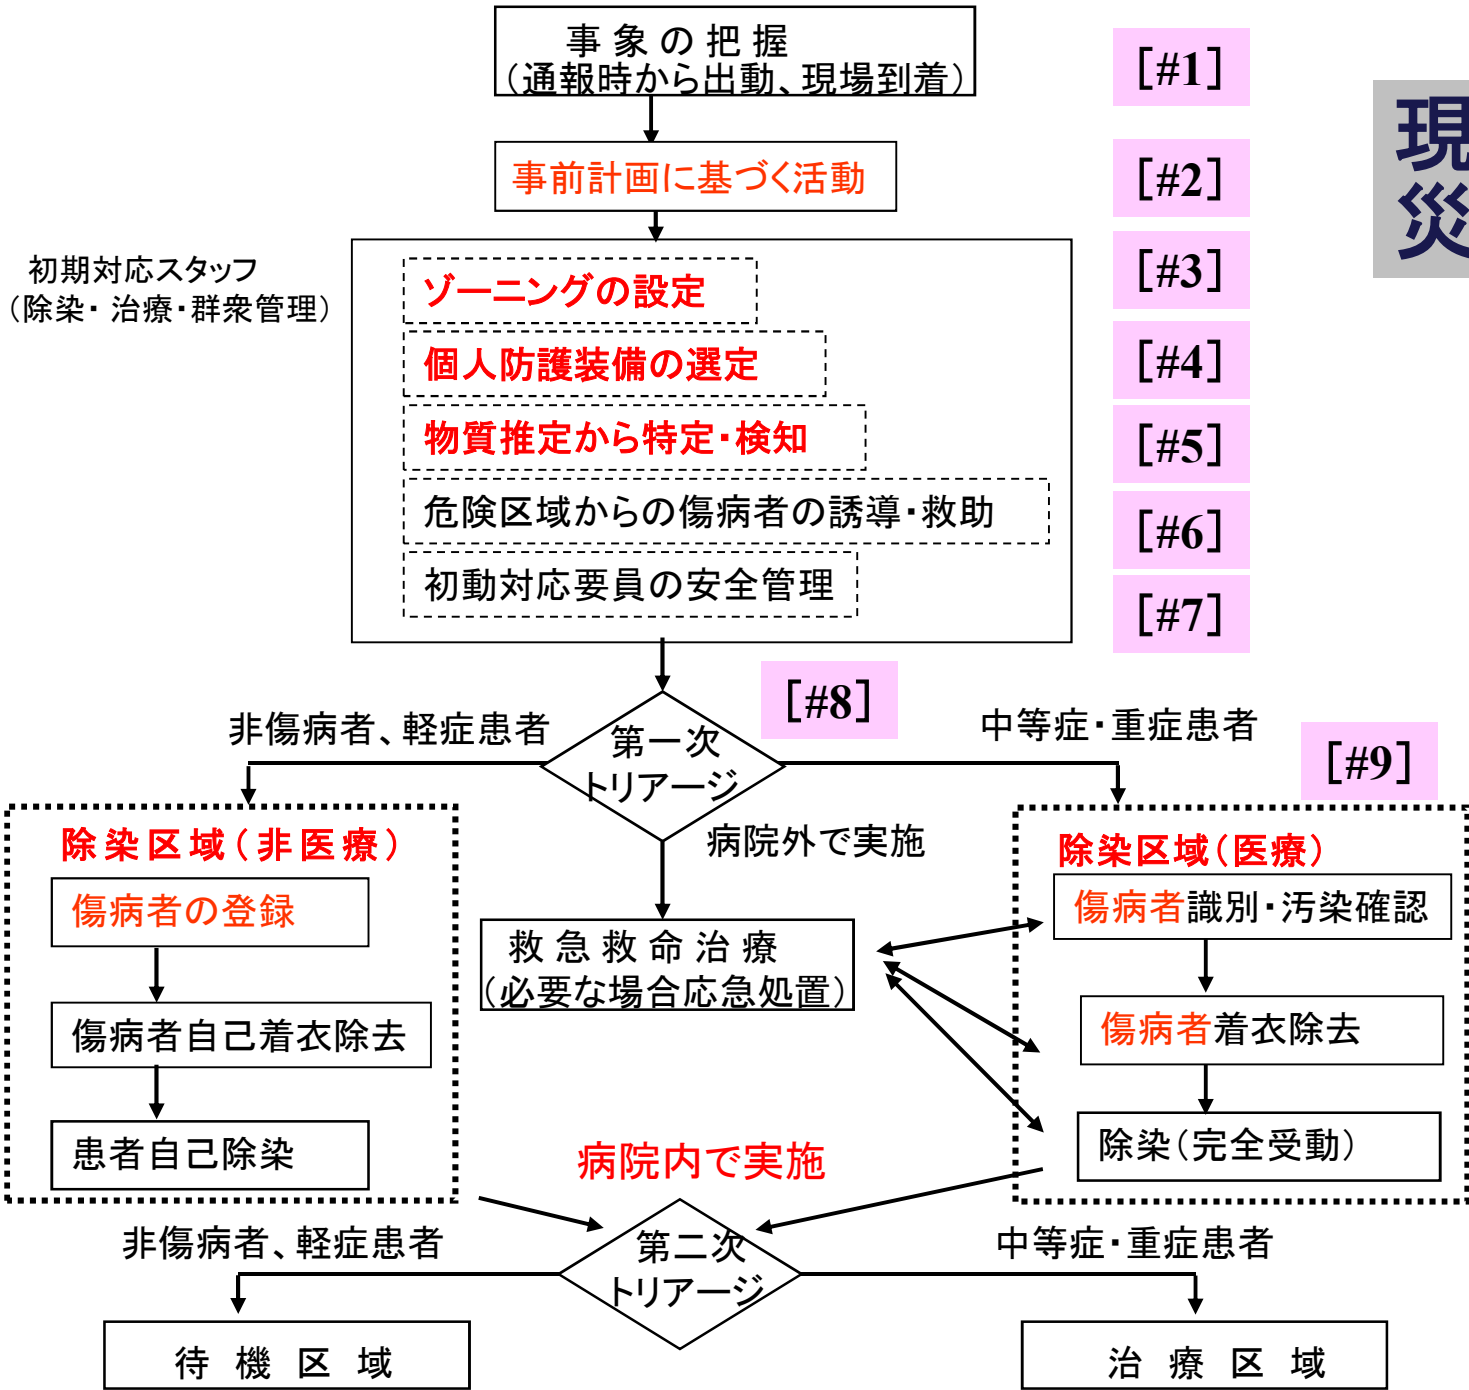 事象の把握
（通報時から出動、現場到着）
[#1]
現
災
事前計画に基づく活動
[#2]
初期対応スタッフ
（除染・治療・群衆管理）
ゾーニングの設定
[#3]
個人防護装備の選定
[#4]
物質推定から特定・検知
[#5]
危険区域からの傷病者の誘導・救助
[#6]
初動対応要員の安全管理
[#7]
[#8]
非傷病者、軽症患者
第一次
トリアージ
中等症・重症患者
[#9]
病院外で実施
除染区域（非医療）
傷病者の登録
傷病者自己着衣除去
患者自己除染
救急救命治療
（必要な場合応急処置）
除染区域（医療）
傷病者識別・汚染確認
傷病者着衣除去
除染（完全受動）
病院内で実施
非傷病者、軽症患者
第二次
トリアージ
中等症・重症患者
待機区域
治療区域